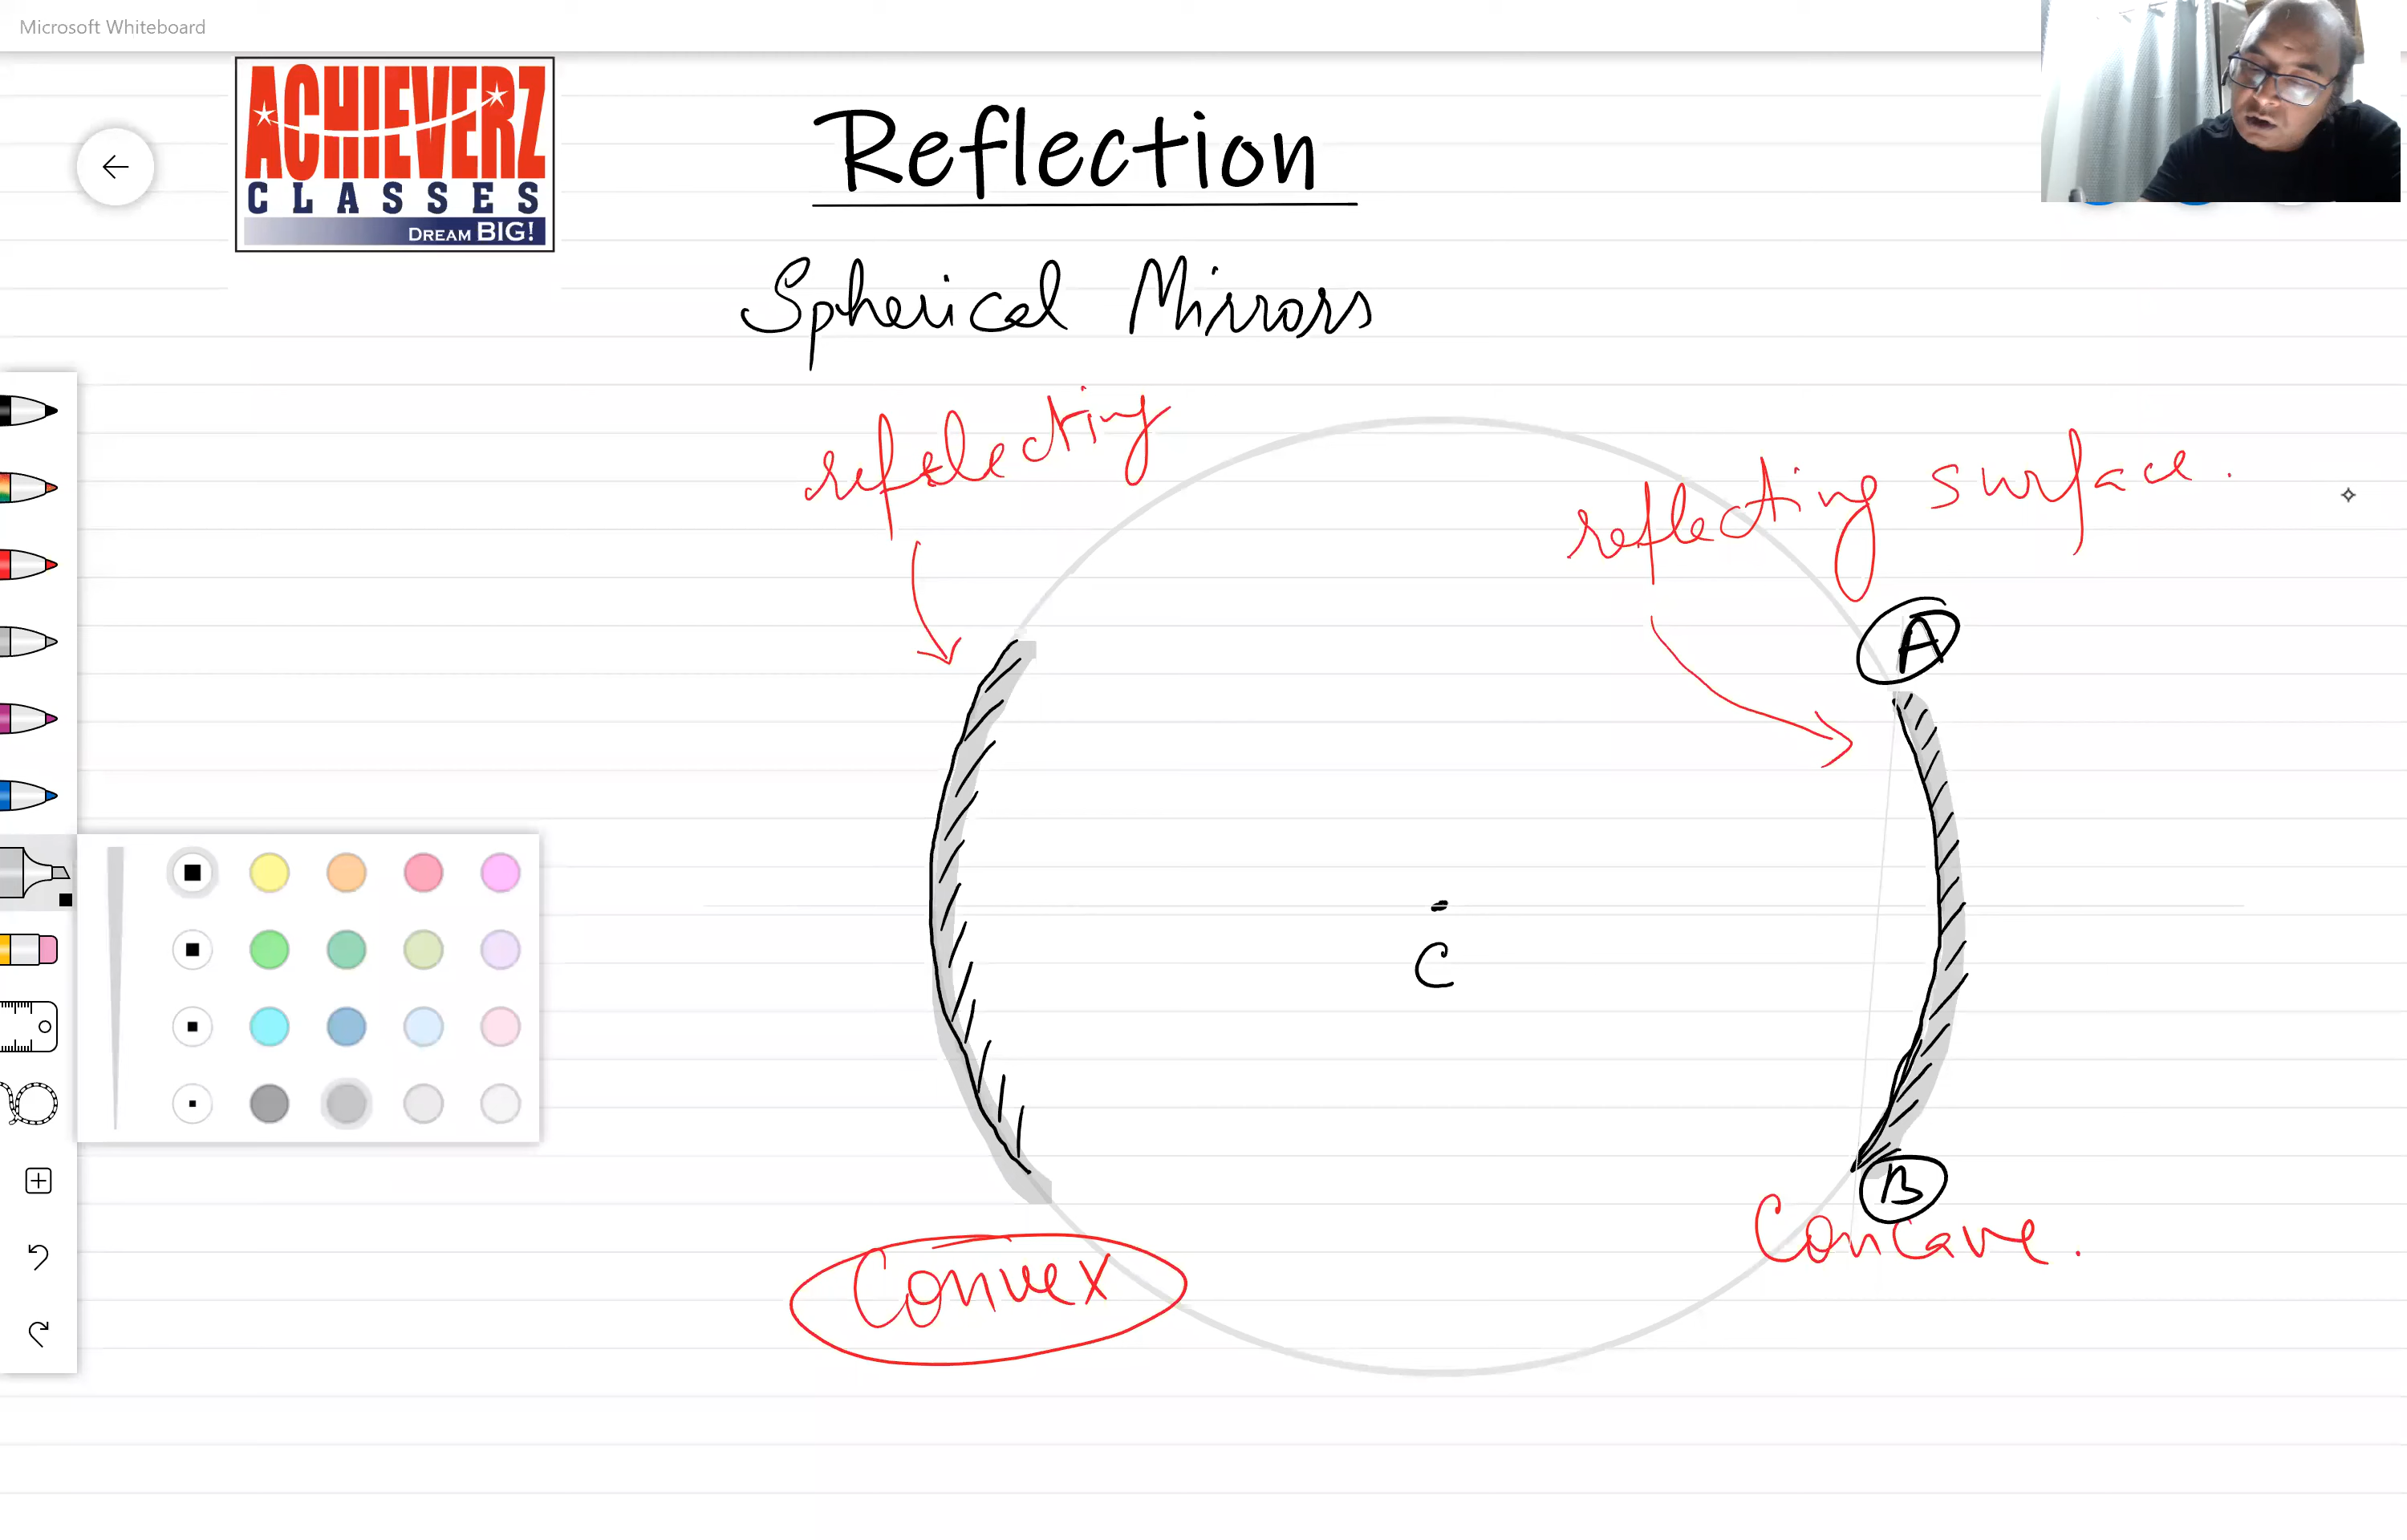 Microsoft Whiteboard
ACHIEVERZ
CLASSES
DREAM BIG!
Reflection
Spherical Mirrors
reflecting
reflecting surface.
A
C
B
Concave.
Convex